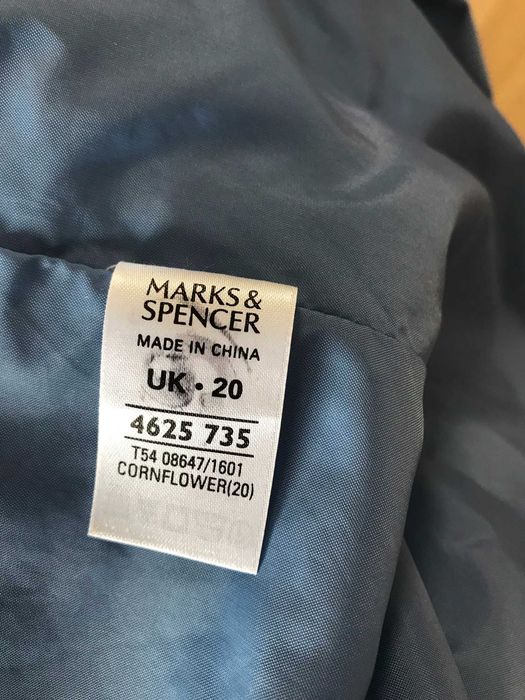 MARKS &
SPENCER
MADE IN CHINA
UK • 20
4625 735
T54 08647/1601
CORNFLOWER(20)